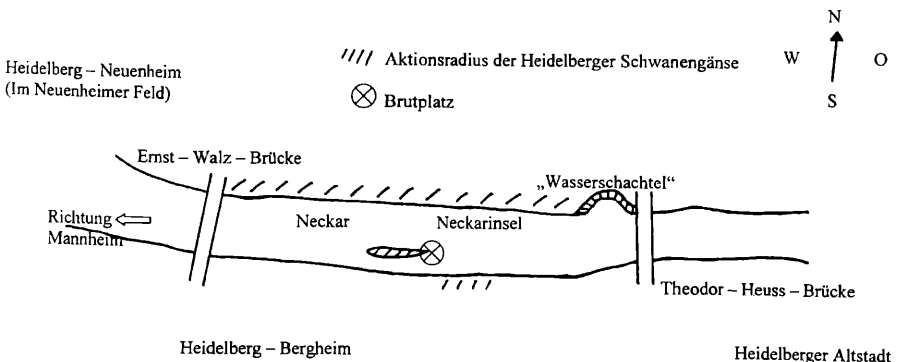 N
W O
S
Heidelberg – Neuenheim
(Im Neuenheimer Feld)
Aktionsradius der Heidelberger Schwanengänse
Brutplatz
Ernst – Walz – Brücke
„Wasserschachtel“
Richtung
Mannheim
Neckar
Neckarinsel
Theodor – Heuss – Brücke
Heidelberg – Bergheim
Heidelberger Altstadt